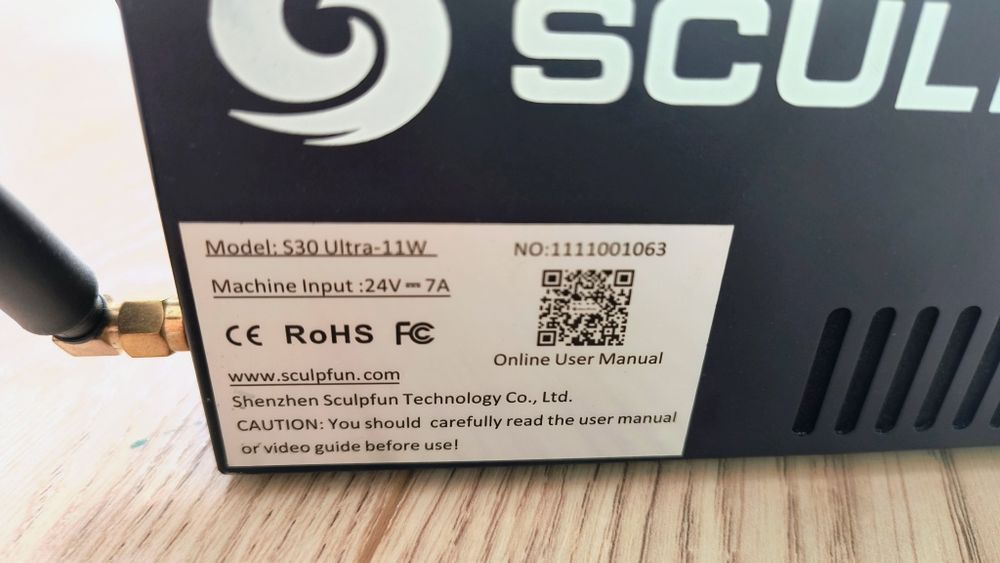 SCUL
Model: S30 Ultra-11W
NO:1111001063
Machine Input :24V⎓7A
CE RoHS FC
Online User Manual
www.sculpfun.com
Shenzhen Sculpfun Technology Co., Ltd.
CAUTION: You should carefully read the user manual
or video guide before use!